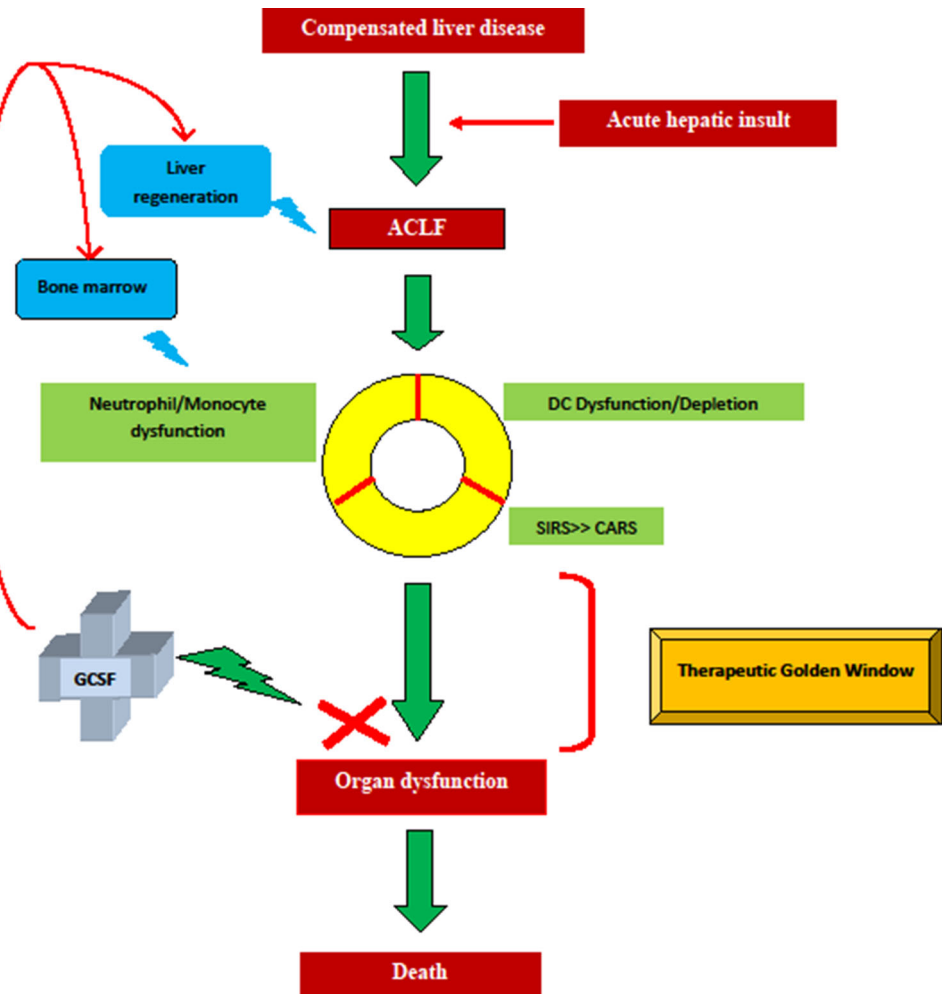 Compensated liver disease
Acute hepatic insult
Liver
regeneration
ACLF
Bone marrow
Neutrophil/Monocyte
dysfunction
DC Dysfunction/Depletion
SIRS>> CARS
GCSF
Therapeutic Golden Window
Organ dysfunction
Death